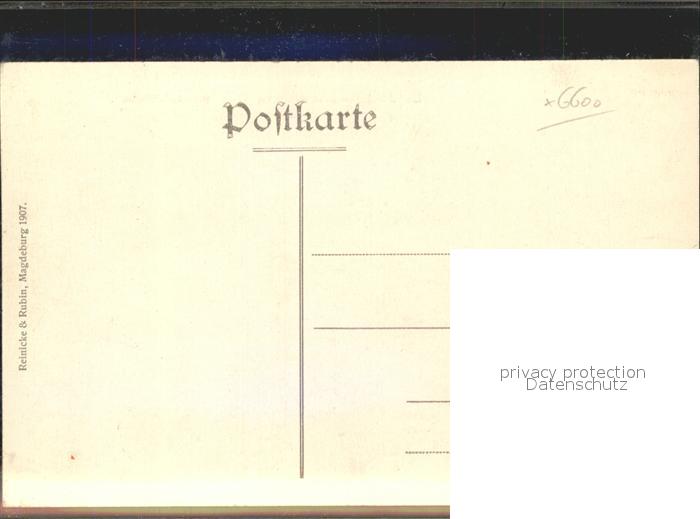 Poſtkarte
x6600
Reinicke & Rubin, Magdeburg 1907.
privacy protection
Datenschutz